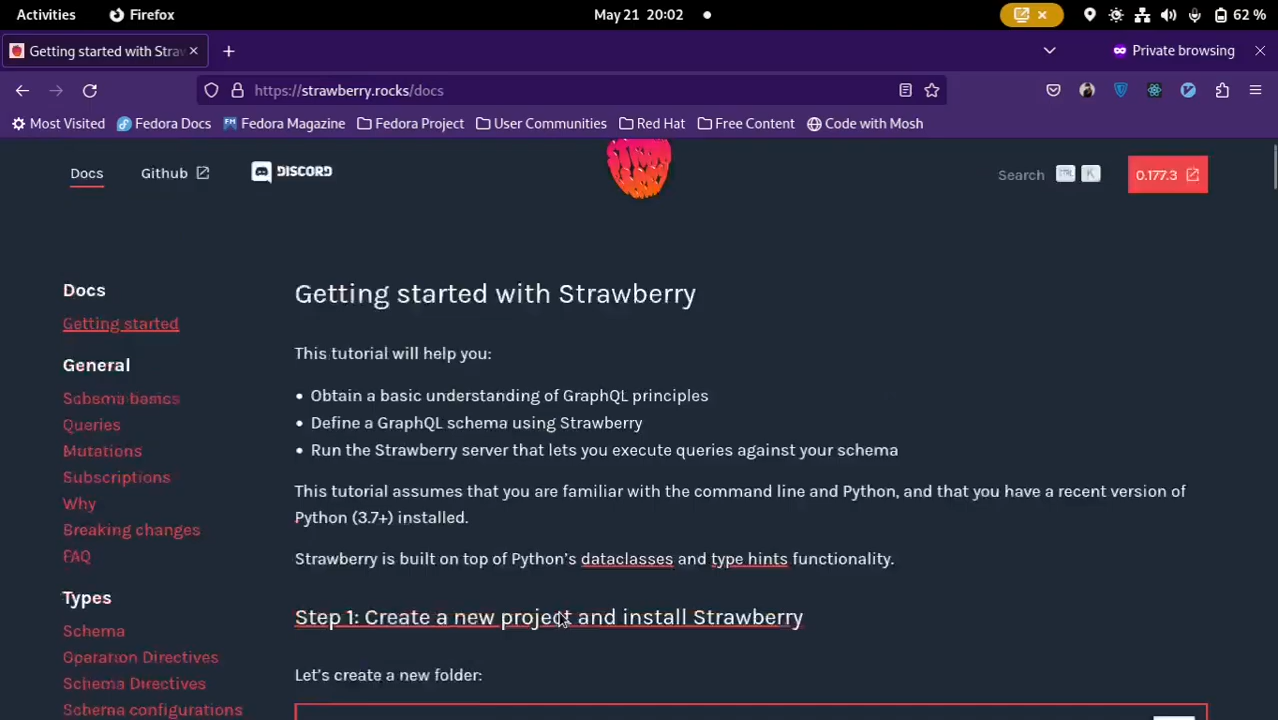 Activities Firefox May 21 20:02 62 %
Getting started with Straw
Private browsing
https://strawberry.rocks/docs
Most Visited Fedora Docs Fedora Magazine Fedora Project User Communities Red Hat Free Content Code with Mosh
Docs Github DISCORD Search CTRL K 0.177.3
Docs
Getting started
General
Schema basics
Queries
Mutations
Subscriptions
Why
Breaking changes
FAQ
Types
Schema
Operation Directives
Schema Directives
Schema configurations
Getting started with Strawberry
This tutorial will help you:
• Obtain a basic understanding of GraphQL principles
• Define a GraphQL schema using Strawberry
• Run the Strawberry server that lets you execute queries against your schema
This tutorial assumes that you are familiar with the command line and Python, and that you have a recent version of
Python (3.7+) installed.
Strawberry is built on top of Python's dataclasses and type hints functionality.
Step 1: Create a new project and install Strawberry
Let's create a new folder: